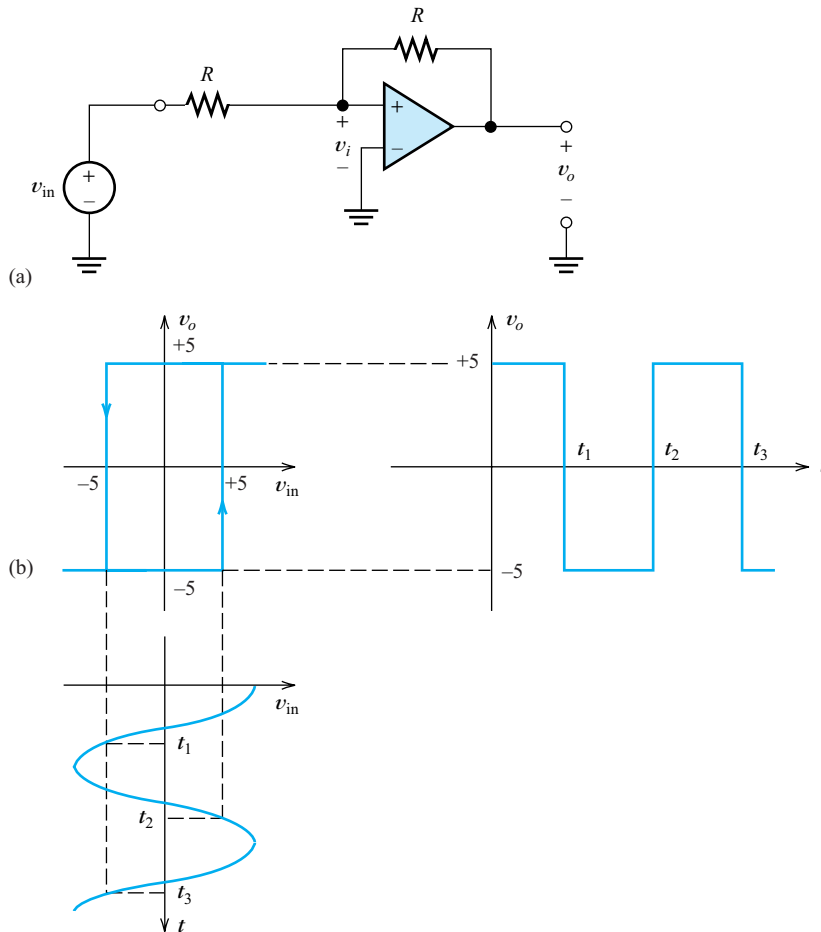 R
R
+
+
v_i
−
−
+
v_in
−
+
v_o
−
(a)
v_o
+5
v_o
+5
t_1
t_2
t_3
−5
+5
v_in
(b)
−5
−5
v_in
t_1
t_2
t_3
t